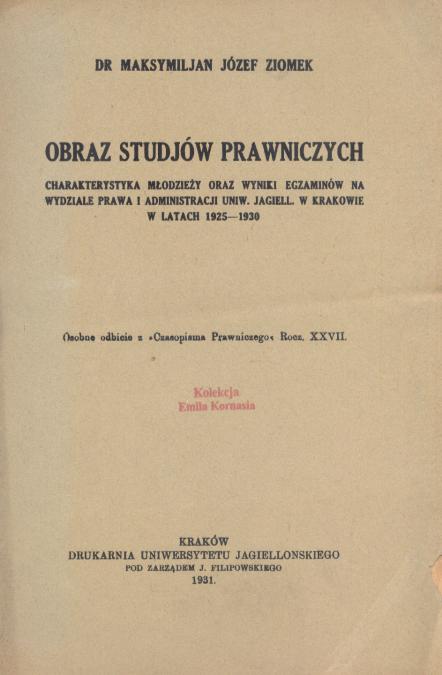 DR MAKSYMILJAN JÓZEF ZIOMEK
OBRAZ STUDJÓW PRAWNICZYCH
CHARAKTERYSTYKA MŁODZIEŻY ORAZ WYNIKI EGZAMINÓW NA
WYDZIALE PRAWA I ADMINISTRACJI UNIW. JAGIELL. W KRAKOWIE
W LATACH 1925—1930
Osobne odbicie z »Czasopisma Prawniczego« Rocz. XXVII.
Kolekcja
Emila Kornasia
KRAKÓW
DRUKARNIA UNIWERSYTETU JAGIELLONSKIEGO
POD ZARZĄDEM J. FILIPOWSKIEGO
1931.